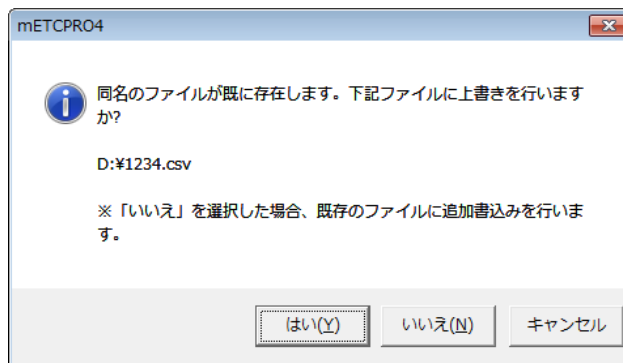 mETCPRO4
同名のファイルが既に存在します。下記ファイルに上書きを行います
か?
D:¥1234.csv
※「いいえ」を選択した場合、既存のファイルに追加書込みを行いま
す。
はい(Y)
いいえ(N)
キャンセル